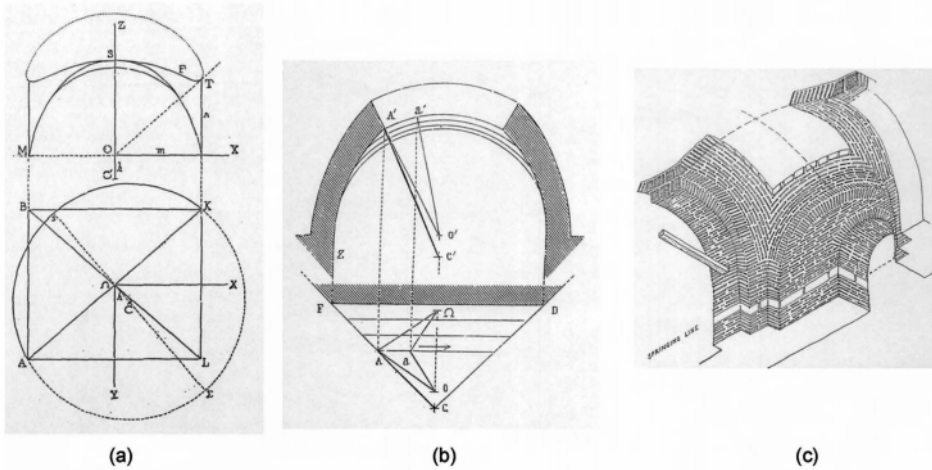 Z
S
F
T
n
M
O
m
X
B
X
Ω
X
A
L
Y
Σ
(a)
A'
a'
O'
C'
Z
F
D
Ω
A
a
O
C
(b)
SPRINGING LINE
(c)